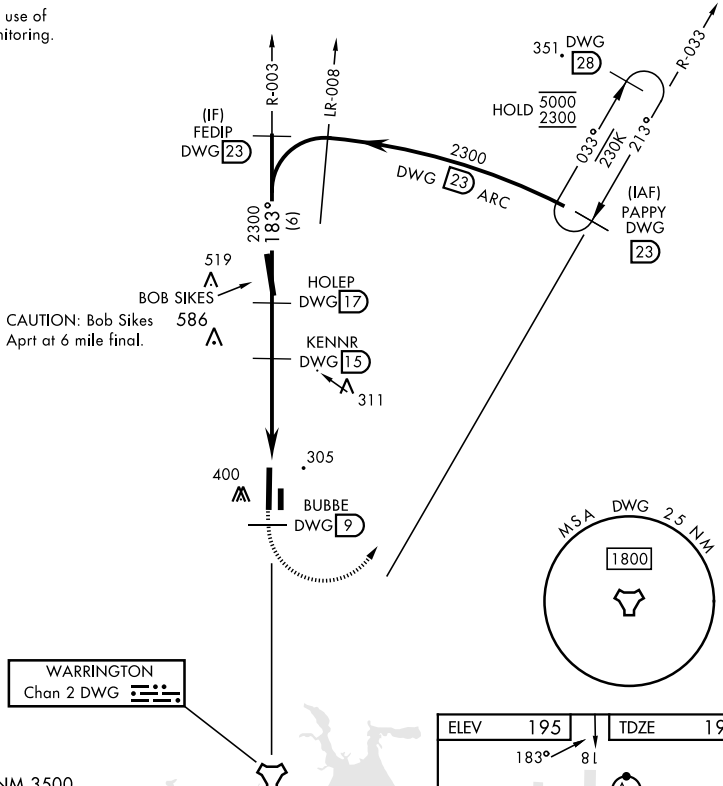 use of
itoring.
R-003
LR-008
351
DWG
28
R-033
HOLD 5000
2300
033°
230K
213°
(IF)
FEDIP
DWG 23
2300
DWG 23 ARC
(IAF)
PAPPY
DWG
23
2300
183°
(6)
519
BOB SIKES
HOLEP
DWG 17
CAUTION: Bob Sikes
Aprt at 6 mile final.
586
KENNR
DWG 15
311
305
400
BUBBE
DWG 9
MSA DWG 25 NM
1800
WARRINGTON
Chan 2 DWG
ELEV 195
TDZE 19
183°
18
NM 3500
A